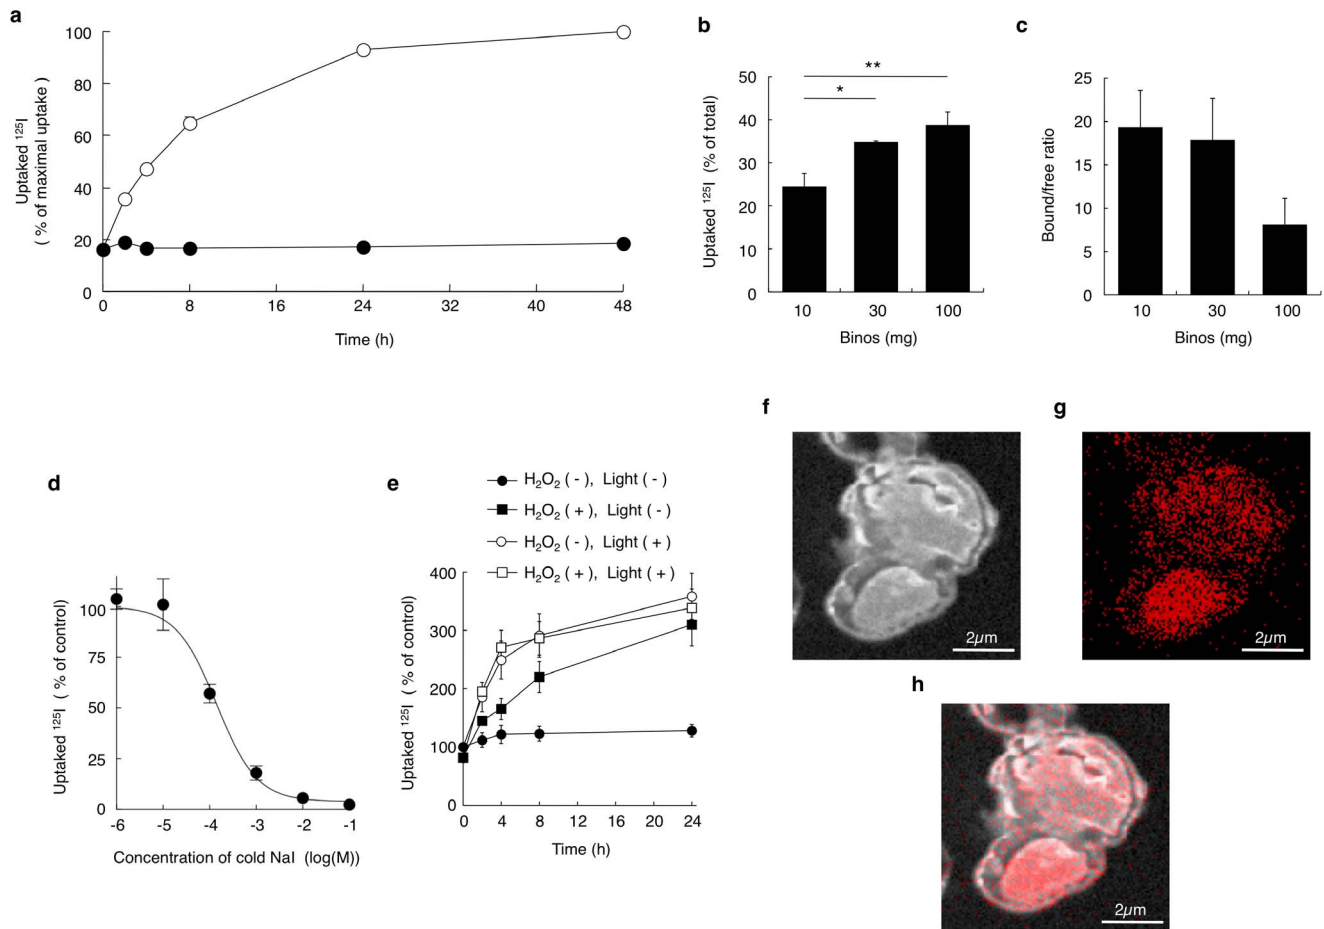 a
Uptaked ¹²⁵I
( % of maximal uptake )
100
80
60
40
20
0
0 8 16 24 32 40 48
Time (h)
b
Uptaked ¹²⁵I (% of total)
50
40
30
20
10
0
**
*
10 30 100
Binos (mg)
c
Bound/free ratio
25
20
15
10
5
0
10 30 100
Binos (mg)
d
Uptaked ¹²⁵I ( % of control)
100
75
50
25
0
-6 -5 -4 -3 -2 -1
Concentration of cold NaI (log(M))
e
H₂O₂ ( - ), Light ( - )
H₂O₂ ( + ), Light ( - )
H₂O₂ ( - ), Light ( + )
H₂O₂ ( + ), Light ( + )
Uptaked ¹²⁵I ( % of control)
400
300
200
100
0
0 4 8 12 16 20 24
Time (h)
f
2μm
g
2μm
h
2μm